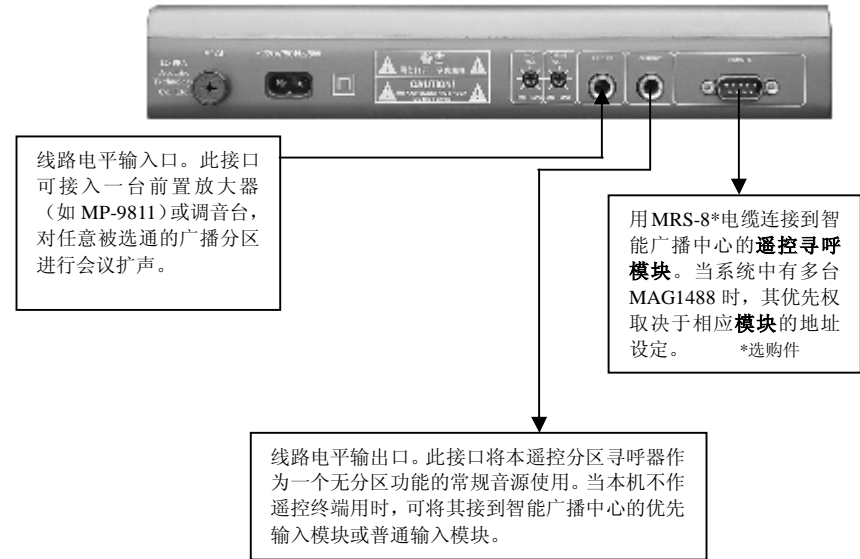 警告
CAUTION!
线路电平输入口。此接口
可接入一台前置放大器
（如 MP-9811）或调音台，
对任意被选通的广播分区
进行会议扩声。
用 MRS-8*电缆连接到智
能广播中心的遥控寻呼
模块。当系统中有多台
MAG1488 时，其优先权
取决于相应模块的地址
设定。 *选购件
线路电平输出口。此接口将本遥控分区寻呼器作
为一个无分区功能的常规音源使用。当本机不作
遥控终端用时，可将其接到智能广播中心的优先
输入模块或普通输入模块。